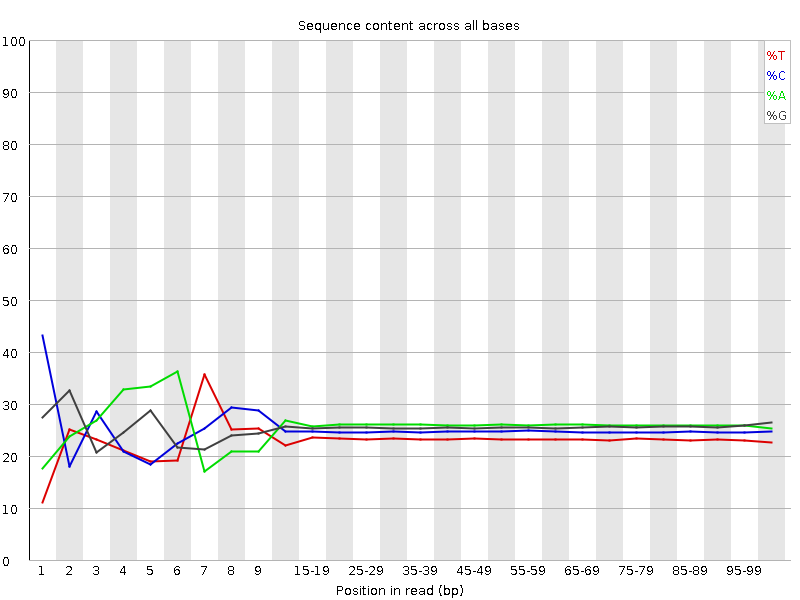 Sequence content across all bases
100
90
80
70
60
50
40
30
20
10
0
%T
%C
%A
%G
1 2 3 4 5 6 7 8 9 15-19 25-29 35-39 45-49 55-59 65-69 75-79 85-89 95-99
Position in read (bp)